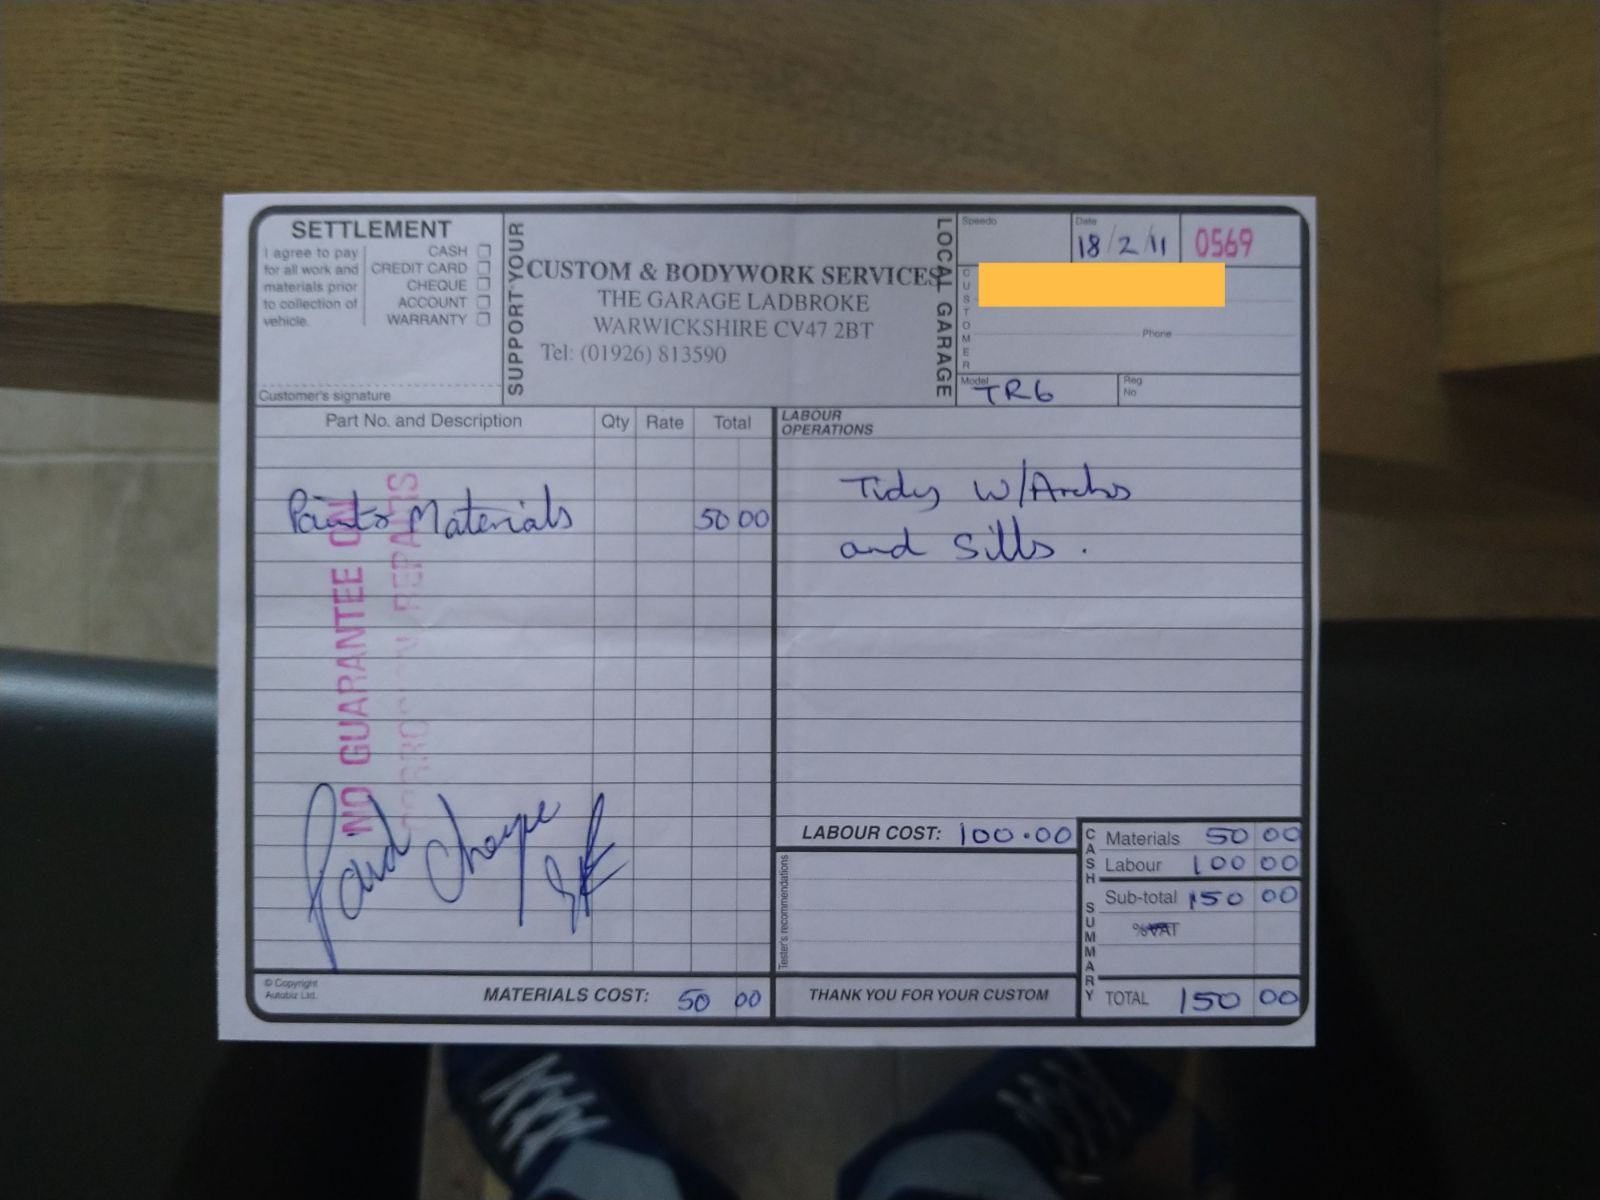 SETTLEMENT
I agree to pay
for all work and
materials prior
to collection of
vehicle.
CASH
CREDIT CARD
CHEQUE
ACCOUNT
WARRANTY
Customer's signature
SUPPORT YOUR
CUSTOM & BODYWORK SERVICES
THE GARAGE LADBROKE
WARWICKSHIRE CV47 2BT
Tel: (01926) 813590
LOCAL GARAGE
Speedo
Date
18/2/11
0569
CUSTOMER
Phone
Model TR6
Reg
No
Part No. and Description Qty Rate Total
Paint & Materials 50 00
NO GUARANTEE ON
CORROSION REPAIRS
Paid Cheque
LABOUR
OPERATIONS
Tidy W/Arches
and Sills.
LABOUR COST: 100.00
Tester's recommendations
CASH SUMMARY
Materials 50 00
Labour 100 00
Sub-total 150 00
% VAT
TOTAL 150 00
© Copyright
Autobiz Ltd.
MATERIALS COST: 50 00
THANK YOU FOR YOUR CUSTOM